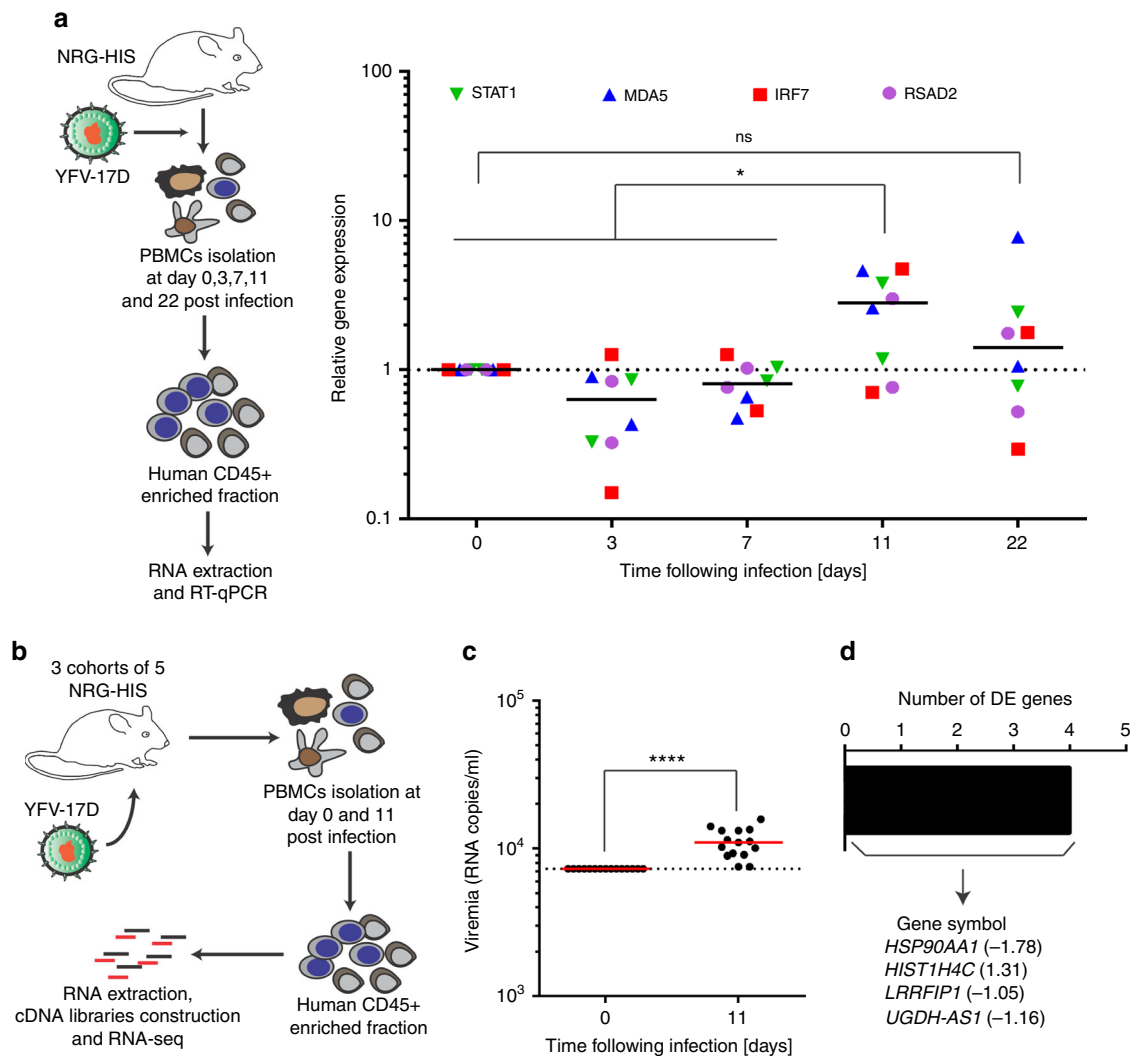 a
NRG-HIS
YFV-17D
PBMCs isolation
at day 0,3,7,11
and 22 post infection
Human CD45+
enriched fraction
RNA extraction
and RT-qPCR
Relative gene expression
100
10
1
0.1
STAT1
MDA5
IRF7
RSAD2
ns
*
0
3
7
11
22
Time following infection [days]
b
3 cohorts of 5
NRG-HIS
YFV-17D
PBMCs isolation at
day 0 and 11
post infection
Human CD45+
enriched fraction
RNA extraction,
cDNA libraries construction
and RNA-seq
c
Viremia (RNA copies/ml)
10⁵
10⁴
10³
****
0
11
Time following infection [days]
d
Number of DE genes
0
1
2
3
4
5
Gene symbol
HSP90AA1 (–1.78)
HIST1H4C (1.31)
LRRFIP1 (–1.05)
UGDH-AS1 (–1.16)